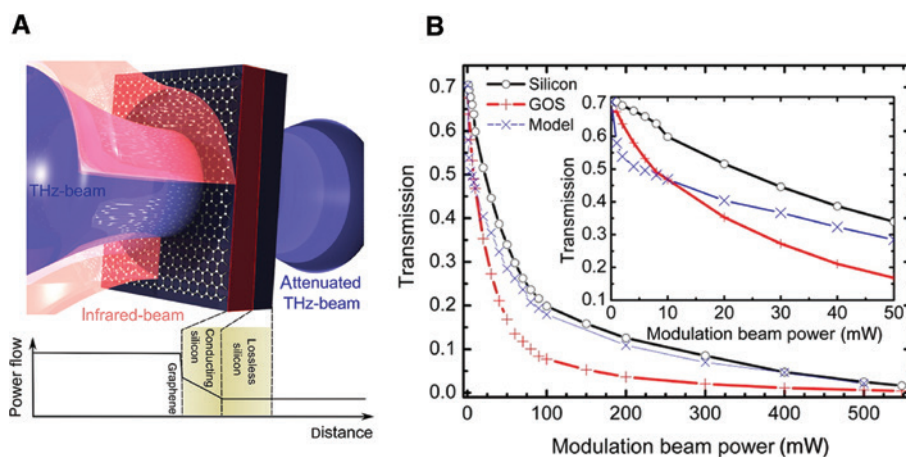 A
THz-beam
Infrared-beam
Attenuated
THz-beam
Power flow
Graphene
Conducting
silicon
Lossless
silicon
Distance
B
Transmission
0.7
0.6
0.5
0.4
0.3
0.2
0.1
0.0
Silicon
GOS
Model
0 100 200 300 400 500
Modulation beam power (mW)
Transmission
0.7
0.6
0.5
0.4
0.3
0.2
0.1
0 10 20 30 40 50
Modulation beam power (mW)